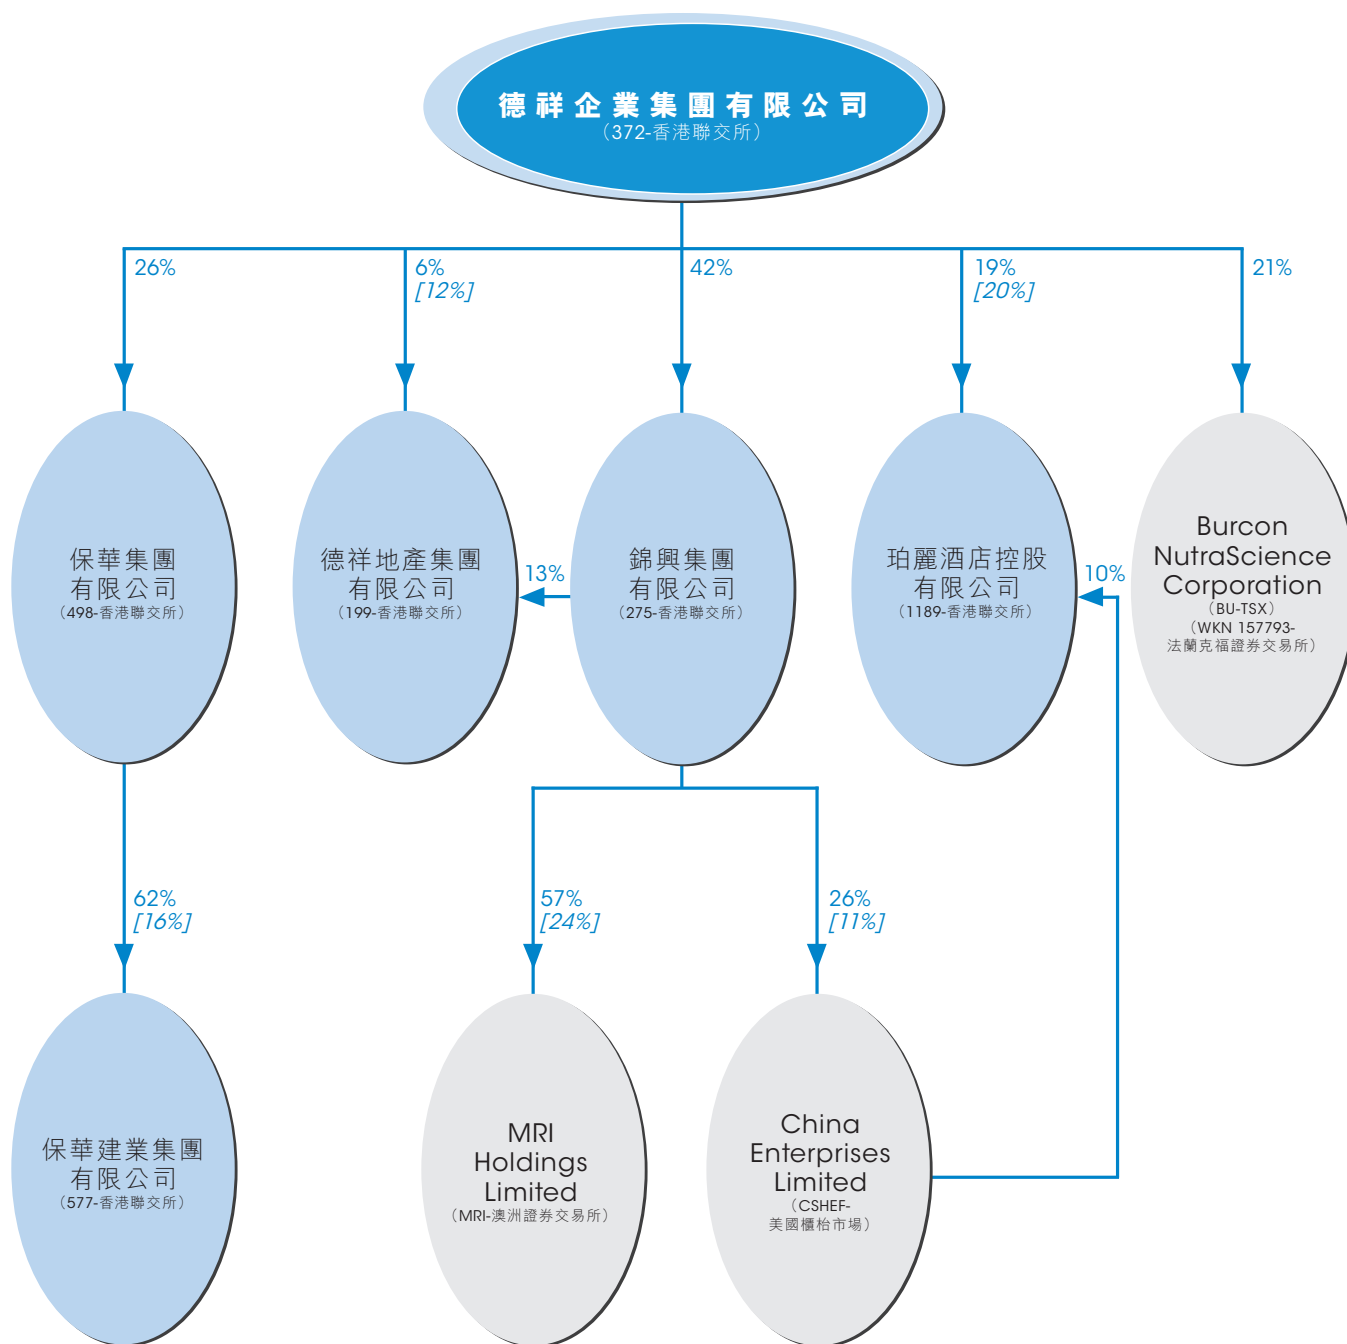 德祥企業集團有限公司
（372-香港聯交所）
26%
6%
[12%]
42%
19%
[20%]
21%
保華集團
有限公司
（498-香港聯交所）
德祥地產集團
有限公司
（199-香港聯交所）
13%
錦興集團
有限公司
（275-香港聯交所）
珀麗酒店控股
有限公司
（1189-香港聯交所）
10%
Burcon
NutraScience
Corporation
（BU-TSX）
（WKN 157793-
法蘭克福證券交易所）
62%
[16%]
57%
[24%]
26%
[11%]
保華建業集團
有限公司
（577-香港聯交所）
MRI
Holdings
Limited
（MRI-澳洲證券交易所）
China
Enterprises
Limited
（CSHEF-
美國櫃枱市場）